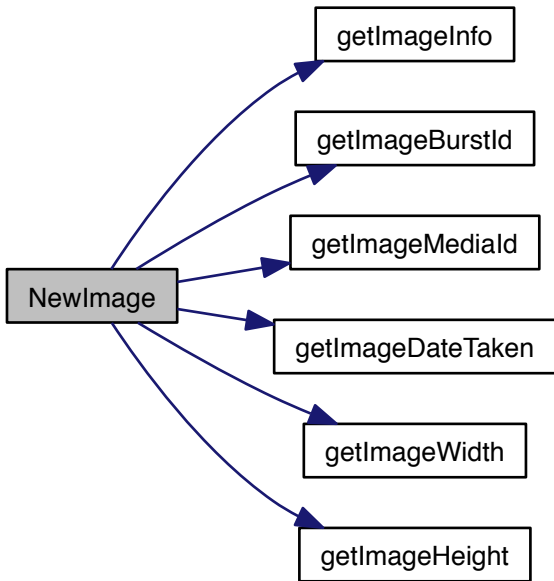 getImageInfo
getImageBurstId
getImageMediaId
NewImage
getImageDateTaken
getImageWidth
getImageHeight